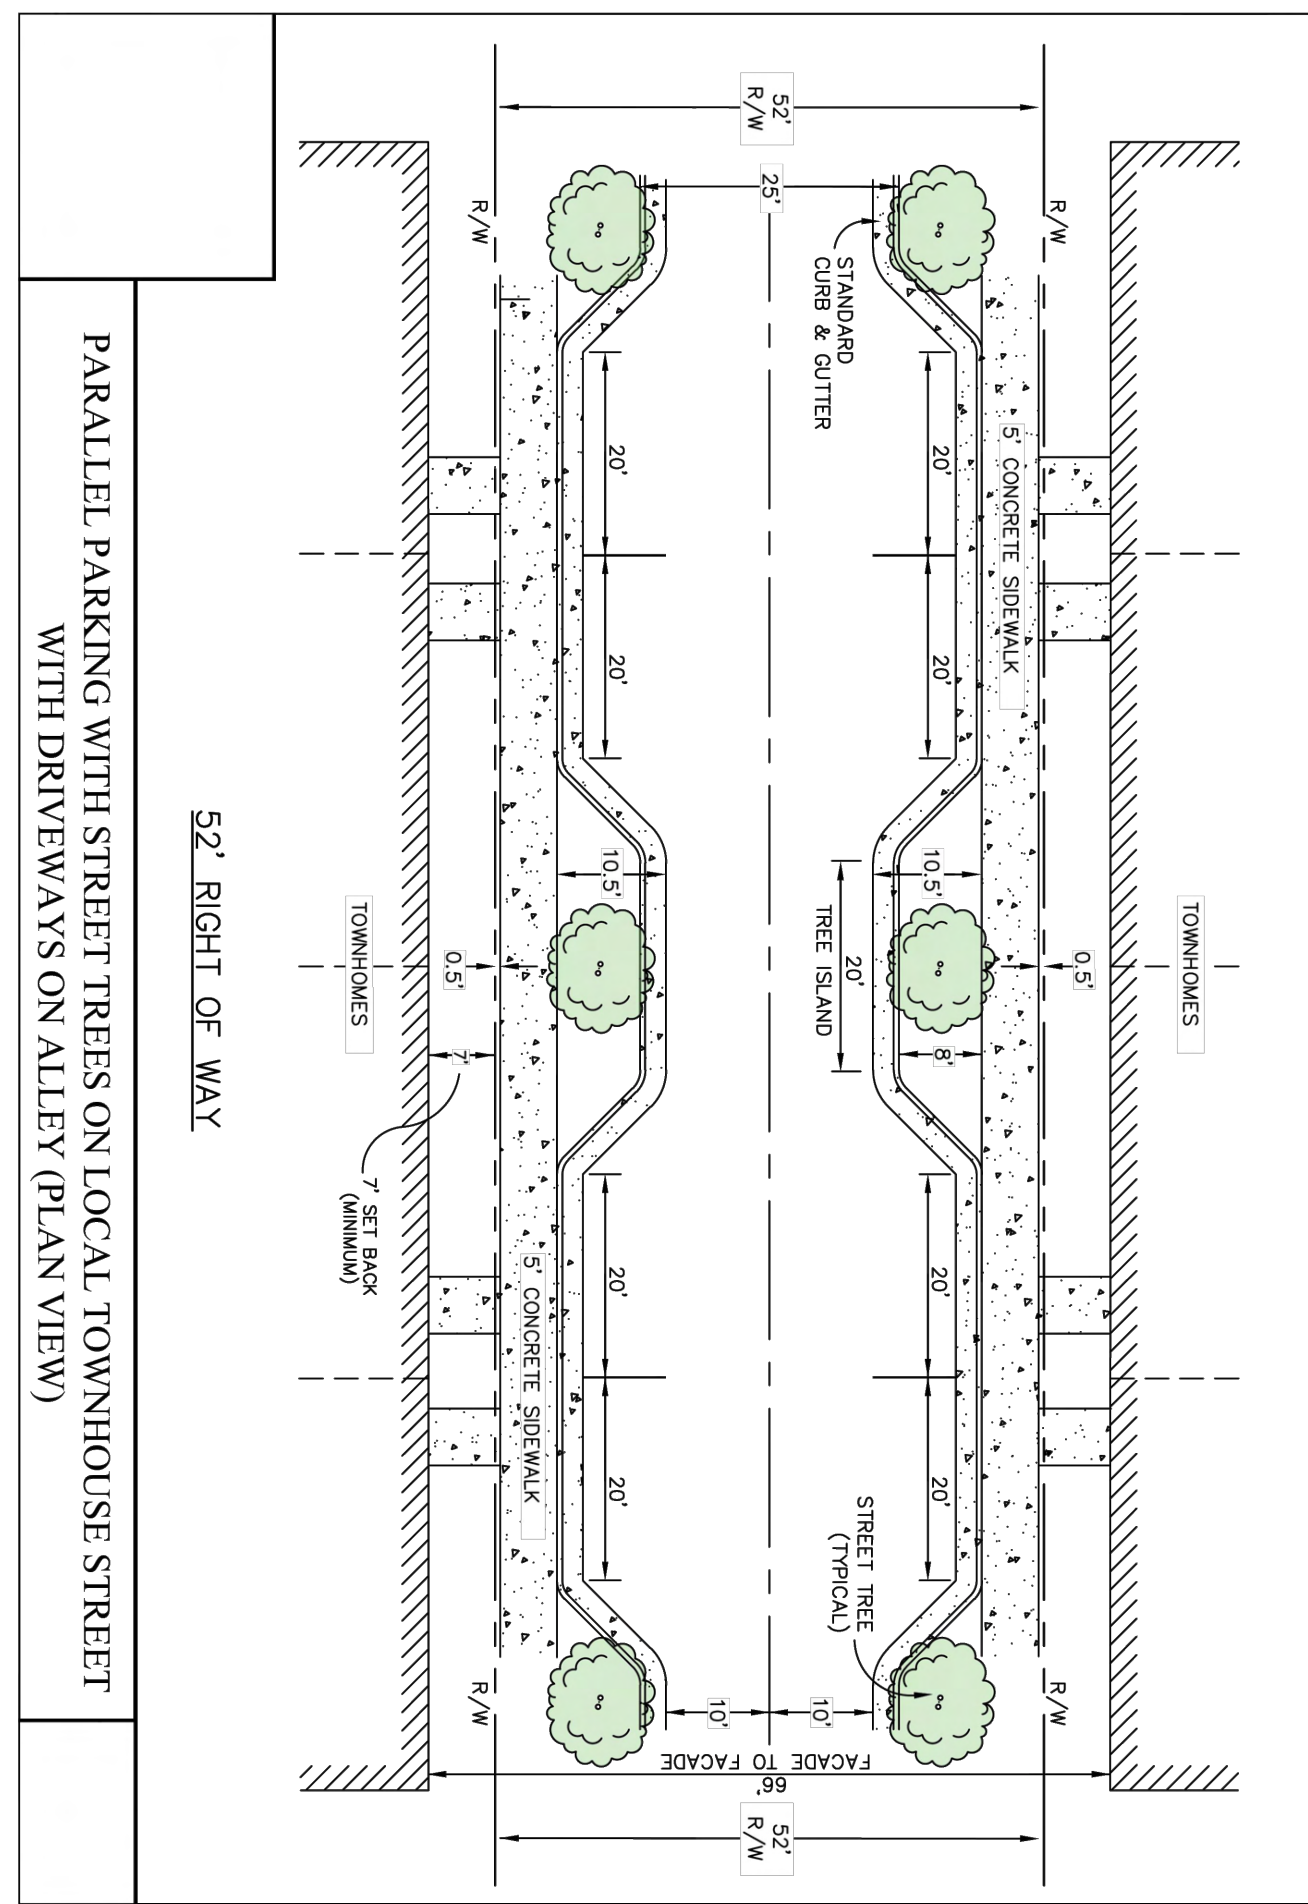 52'
R/W
52'
R/W
R/W
R/W
R/W
R/W
25'
STANDARD
CURB & GUTTER
5' CONCRETE SIDEWALK
20'
20'
20'
20'
TOWNHOMES
0.5'
10.5'
8'
20'
TREE ISLAND
10.5'
0.5'
7'
TOWNHOMES
7' SET BACK
(MINIMUM)
20'
20'
20'
20'
5' CONCRETE SIDEWALK
STREET TREE
(TYPICAL)
10'
10'
66'
FACADE TO FACADE
52' RIGHT OF WAY
PARALLEL PARKING WITH STREET TREES ON LOCAL TOWNHOUSE STREET
WITH DRIVEWAYS ON ALLEY (PLAN VIEW)